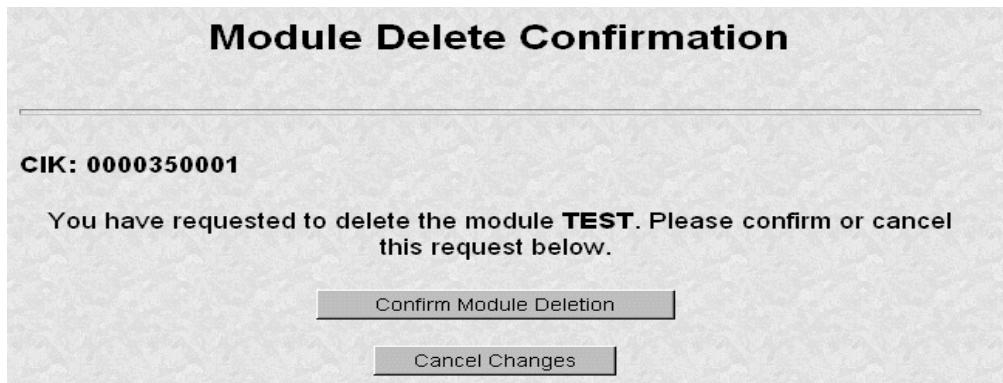 Module Delete Confirmation
CIK: 0000350001
You have requested to delete the module TEST. Please confirm or cancel
this request below.
Confirm Module Deletion
Cancel Changes